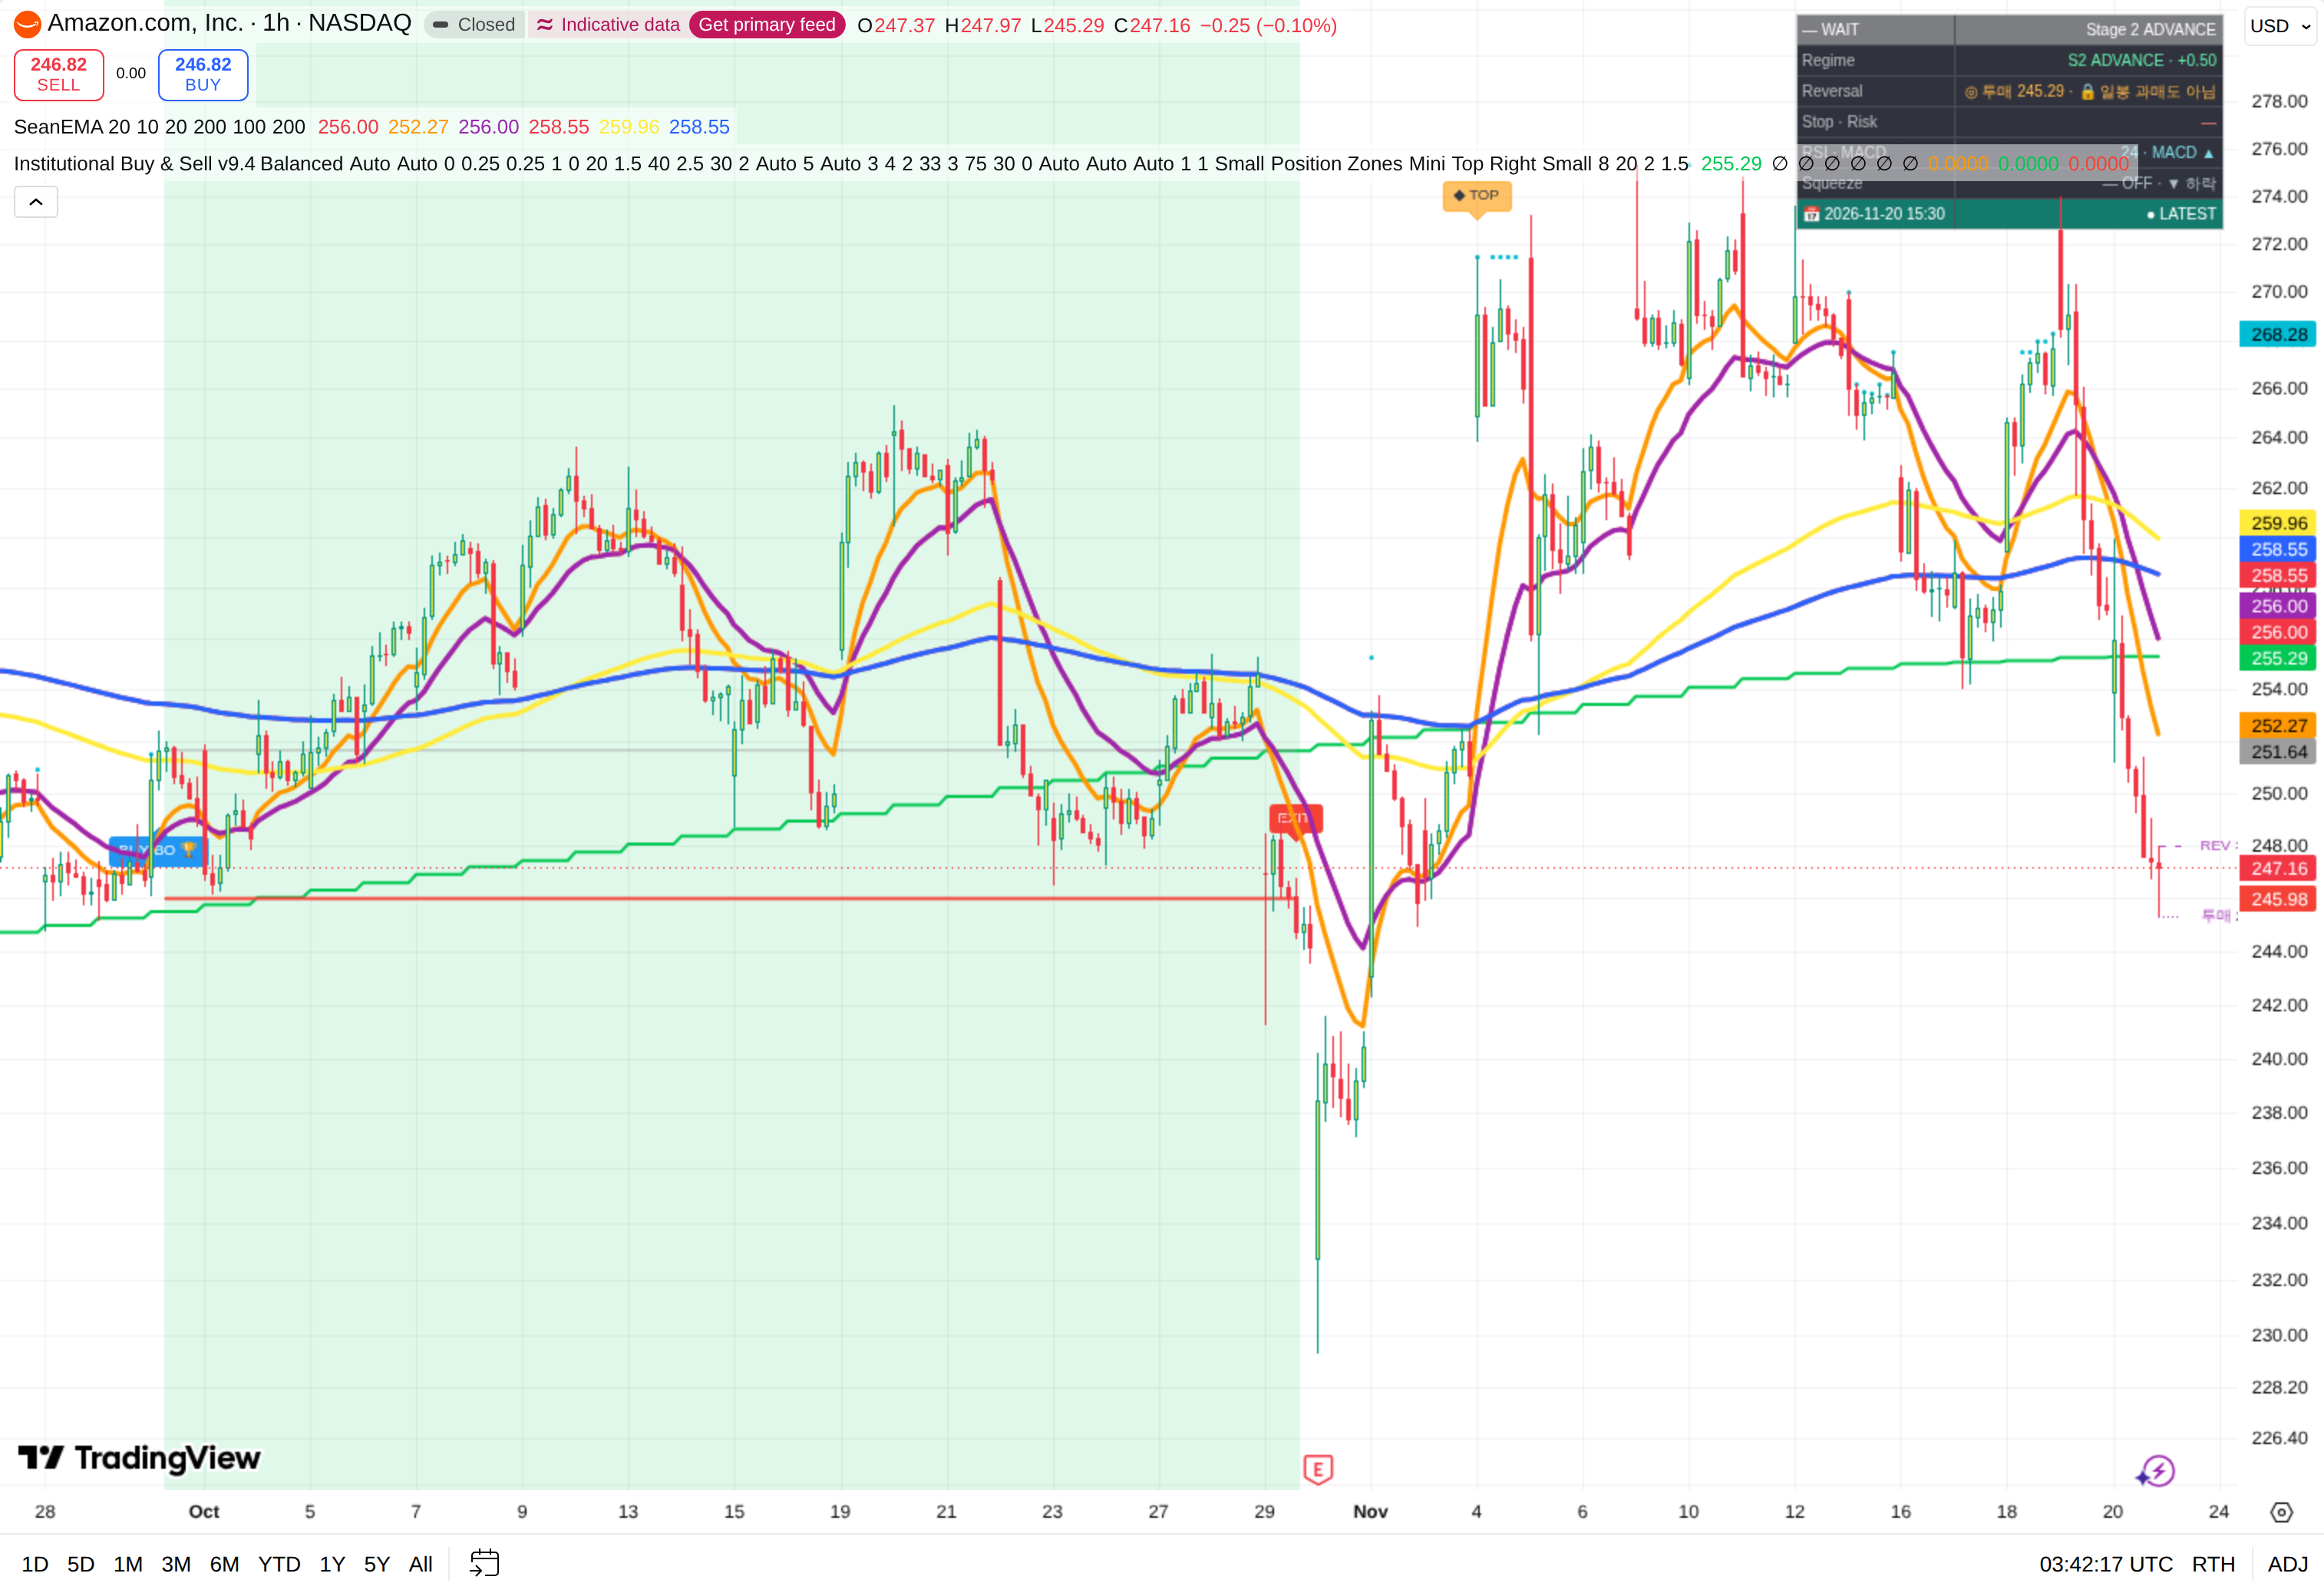 Amazon.com, Inc. · 1h · NASDAQ Closed Indicative data Get primary feed O247.37 H247.97 L245.29 C247.16 −0.25 (−0.10%)
246.82 SELL 0.00 246.82 BUY
SeanEMA 20 10 20 200 100 200 256.00 252.27 256.00 258.55 259.96 258.55
Institutional Buy & Sell v9.4 Balanced Auto Auto 0 0.25 0.25 1 0 20 1.5 40 2.5 30 2 Auto 5 Auto 3 4 2 33 3 75 30 0 Auto Auto Auto 1 1 Small Position Zones Mini Top Right Small 8 20 2 1.5 255.29 ∅ ∅ ∅ ∅ ∅ ∅ 0.0000 0.0000 0.0000
— WAIT Stage 2 ADVANCE
Regime S2 ADVANCE · +0.50
Reversal ◎ 투매 245.29 · 🔒 일봉 과매도 아님
Stop · Risk —
RSI · MACD 24 · MACD ▲
Squeeze — OFF · ▼ 하락
📅 2026-11-20 15:30 ● LATEST
USD
278.00
276.00
274.00
272.00
270.00
268.28
266.00
264.00
262.00
259.96
258.55
258.55
256.00
256.00
255.29
254.00
252.27
251.64
250.00
248.00
247.16
245.98
244.00
242.00
240.00
238.00
236.00
234.00
232.00
230.00
228.20
226.40
◆ TOP
BUY BO 🏆
EXIT
REV
투매
E
TradingView
28 Oct 5 7 9 13 15 19 21 23 27 29 Nov 4 6 10 12 16 18 20 24
1D 5D 1M 3M 6M YTD 1Y 5Y All 03:42:17 UTC RTH ADJ